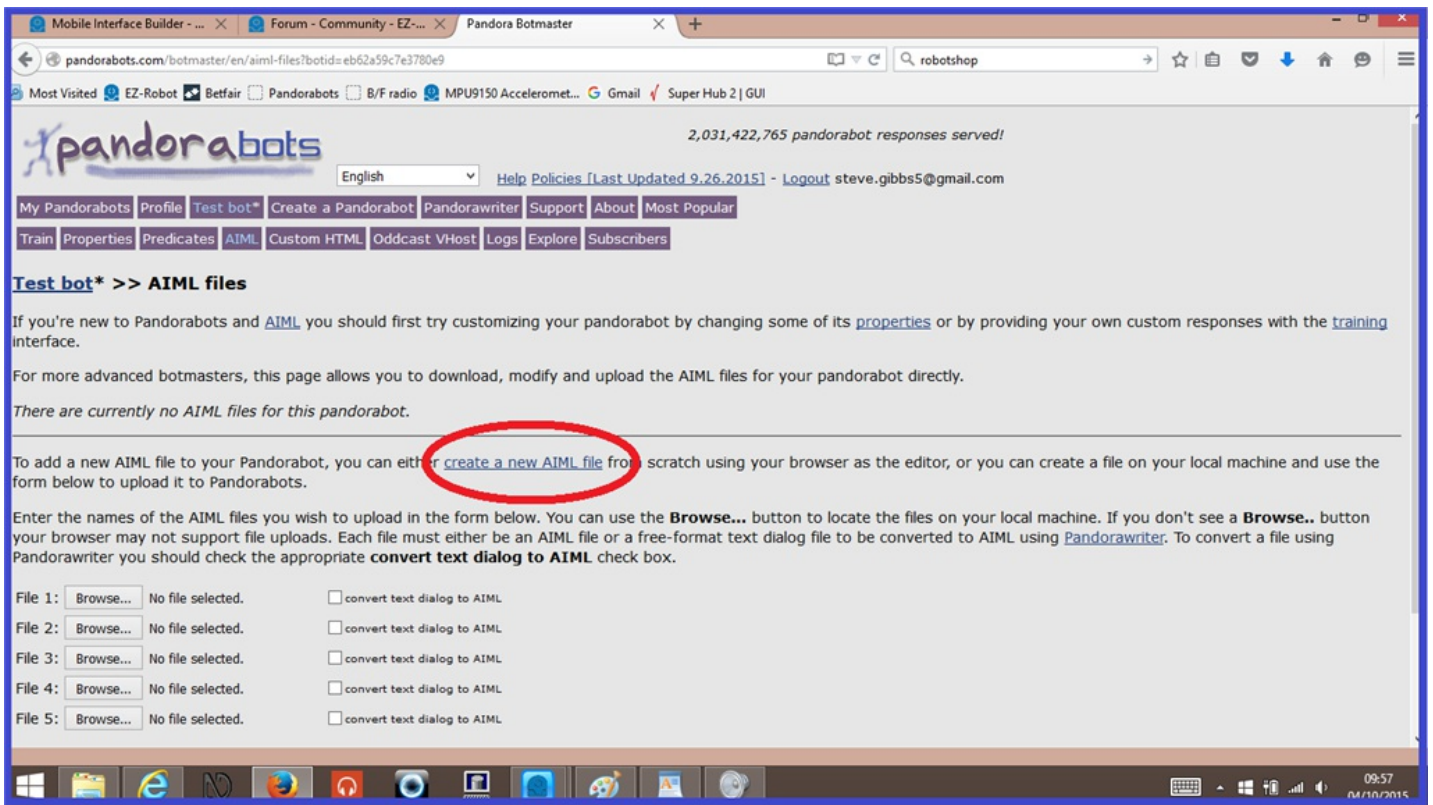 Mobile Interface Builder - ...
Forum - Community - EZ-...
Pandora Botmaster
pandorabots.com/botmaster/en/aiml-files?botid=eb62a59c7e3780e9
robotshop
Most Visited EZ-Robot Betfair Pandorabots B/F radio MPU9150 Acceleromet... Gmail Super Hub 2 | GUI
pandorabots
2,031,422,765 pandorabot responses served!
English Help Policies [Last Updated 9.26.2015] - Logout steve.gibbs5@gmail.com
My Pandorabots Profile Test bot* Create a Pandorabot Pandorawriter Support About Most Popular
Train Properties Predicates AIML Custom HTML Oddcast VHost Logs Explore Subscribers
Test bot* >> AIML files
If you're new to Pandorabots and AIML you should first try customizing your pandorabot by changing some of its properties or by providing your own custom responses with the training
interface.
For more advanced botmasters, this page allows you to download, modify and upload the AIML files for your pandorabot directly.
There are currently no AIML files for this pandorabot.
To add a new AIML file to your Pandorabot, you can either create a new AIML file from scratch using your browser as the editor, or you can create a file on your local machine and use the
form below to upload it to Pandorabots.
Enter the names of the AIML files you wish to upload in the form below. You can use the Browse... button to locate the files on your local machine. If you don't see a Browse.. button
your browser may not support file uploads. Each file must either be an AIML file or a free-format text dialog file to be converted to AIML using Pandorawriter. To convert a file using
Pandorawriter you should check the appropriate convert text dialog to AIML check box.
File 1: Browse... No file selected. convert text dialog to AIML
File 2: Browse... No file selected. convert text dialog to AIML
File 3: Browse... No file selected. convert text dialog to AIML
File 4: Browse... No file selected. convert text dialog to AIML
File 5: Browse... No file selected. convert text dialog to AIML
09:57
04/10/2015